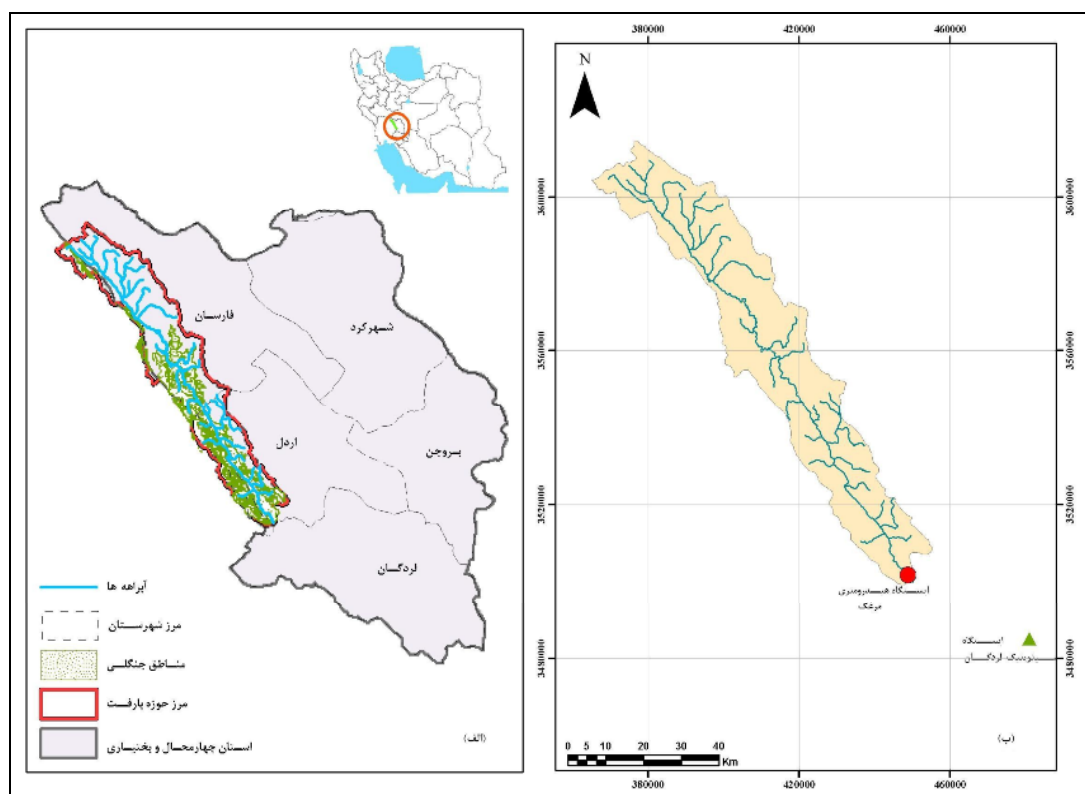 فارسان
شهرکرد
اردل
بروجن
لردگان
آبراهه ها
مرز شهرستان
مناطق جنگلی
مرز حوزه بازفت
استان چهارمحال و بختیاری
(الف)
380000 420000 460000
N
3600000
3560000
3520000
3480000
3600000
3560000
3520000
3480000
ایستگاه هیدرومتری
مرغک
ایستگاه
سینوپتیک لردگان
(ب)
0 5 10 20 30 40
Km
380000 420000 460000